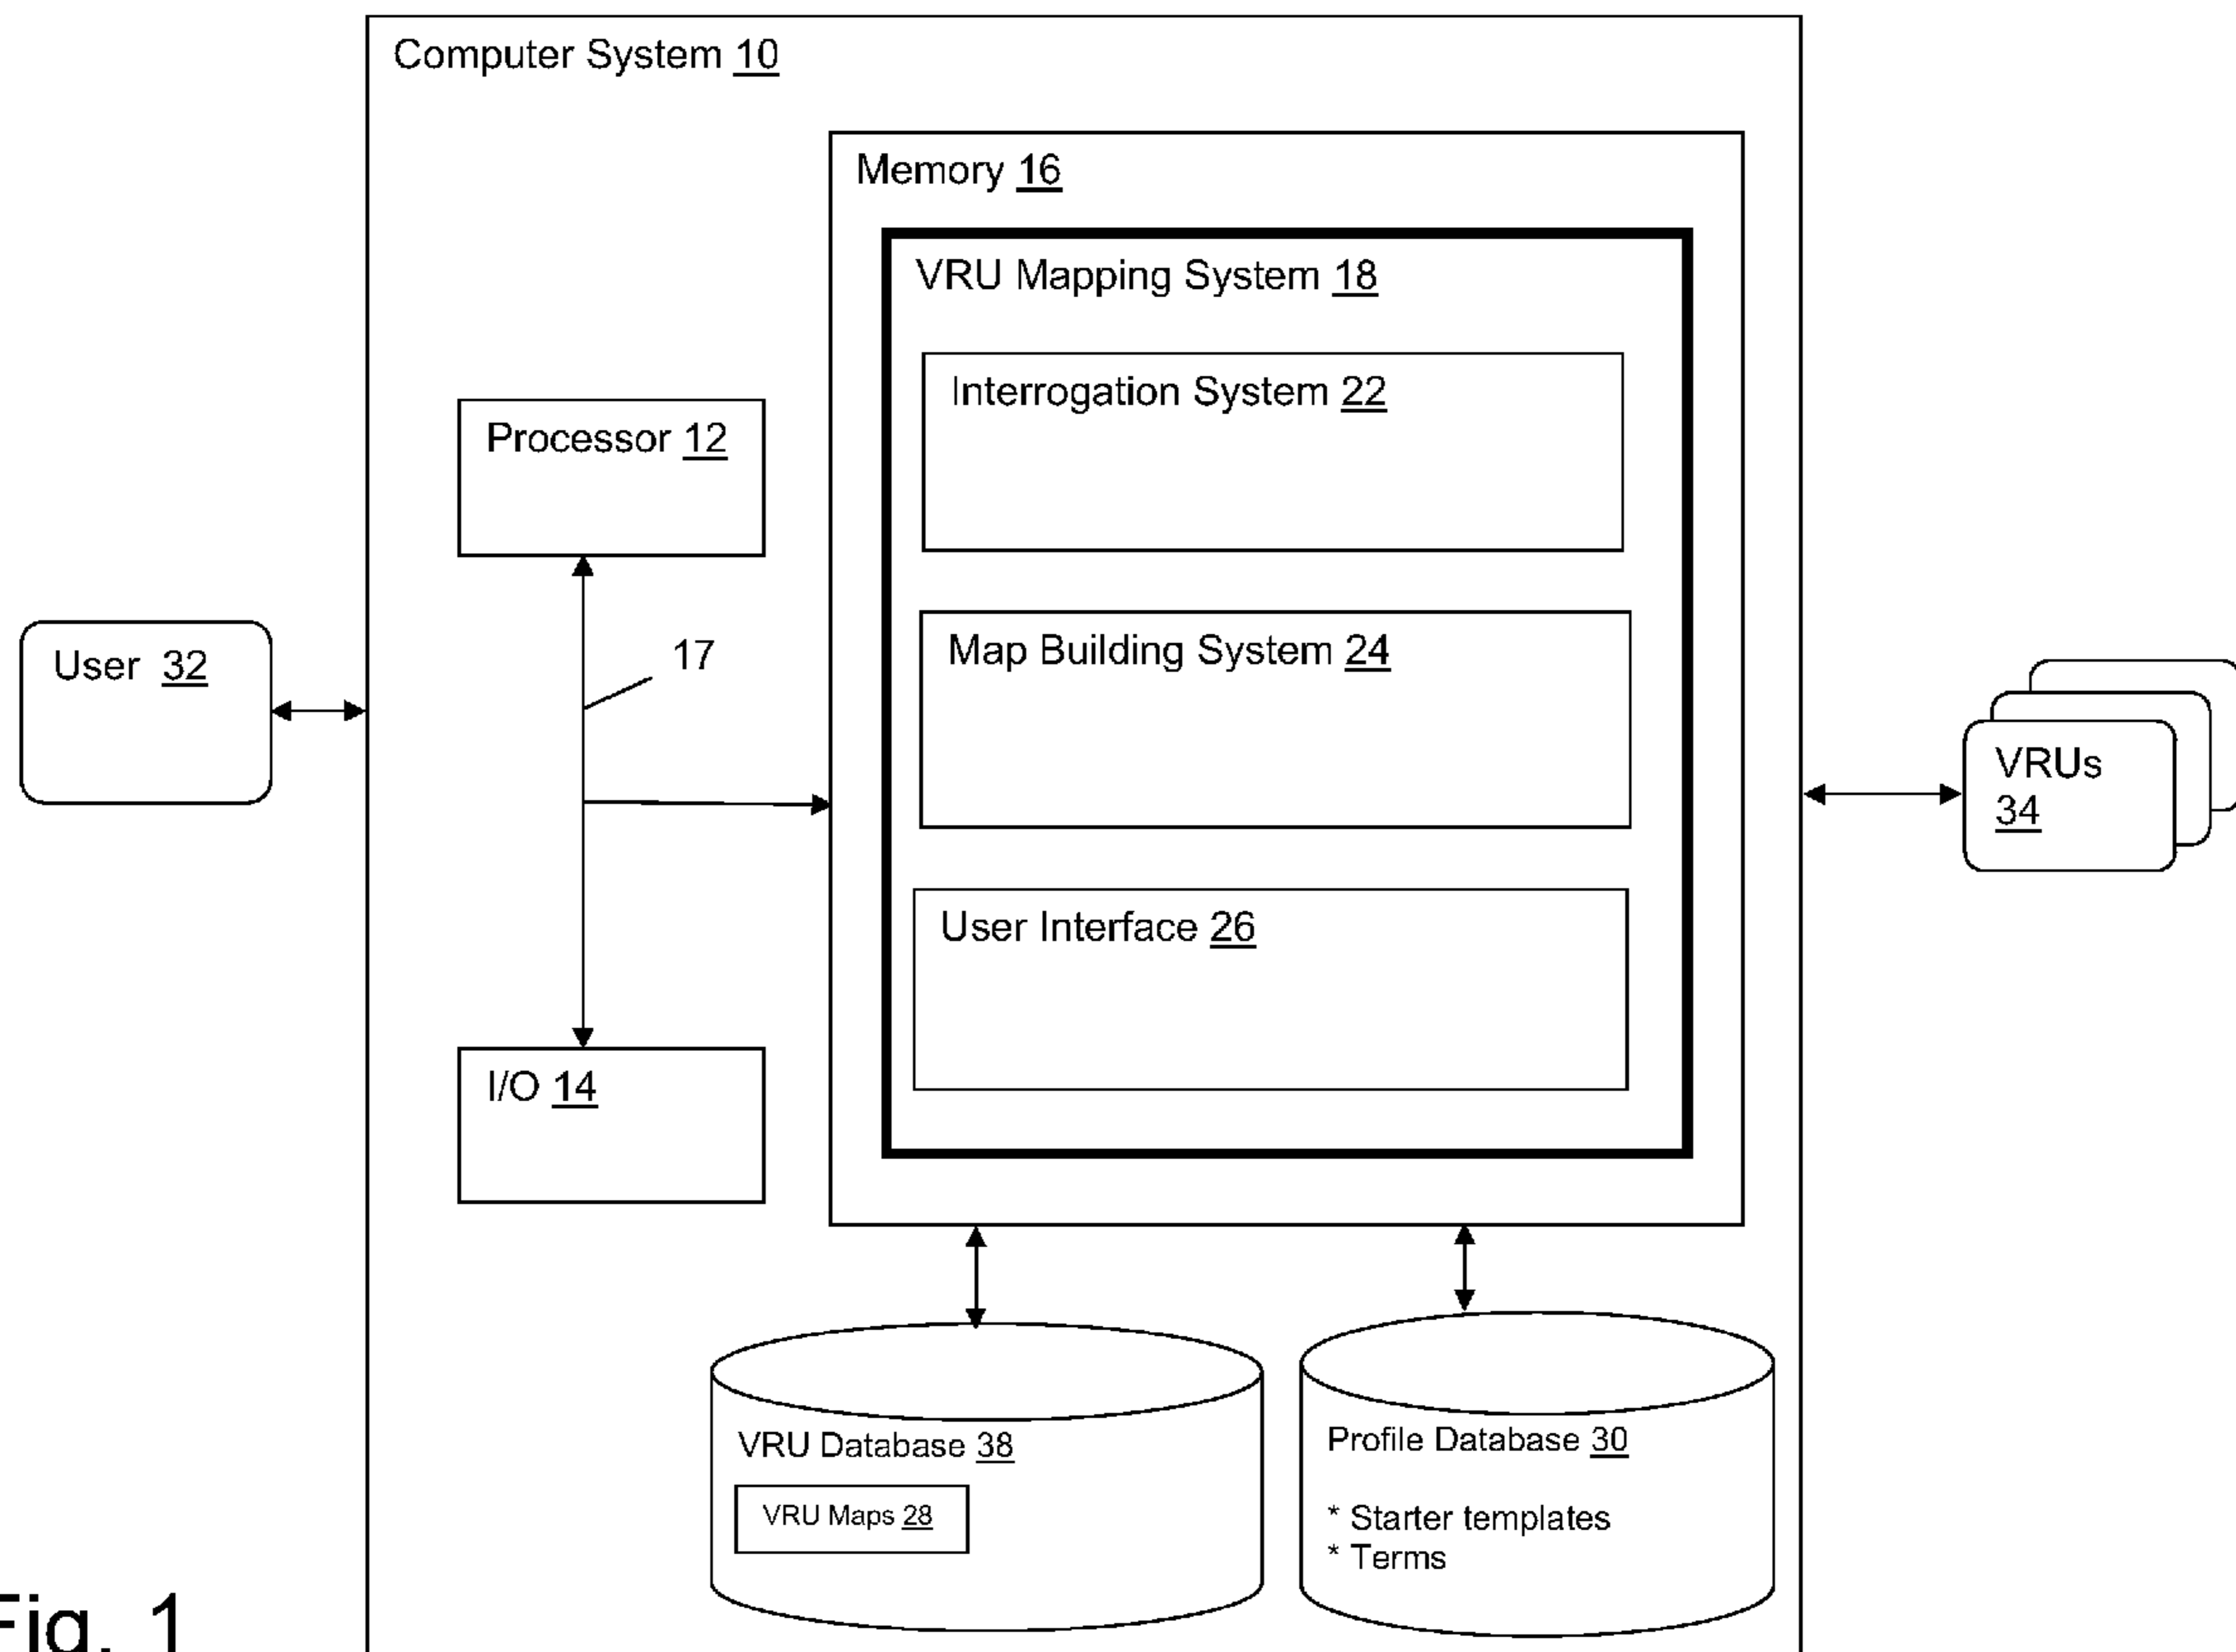 Computer System 10
Memory 16
VRU Mapping System 18
Interrogation System 22
Processor 12
17
User 32
Map Building System 24
VRUs
34
User Interface 26
I/O 14
VRU Database 38
VRU Maps 28
Profile Database 30
* Starter templates
* Terms
Fig. 1